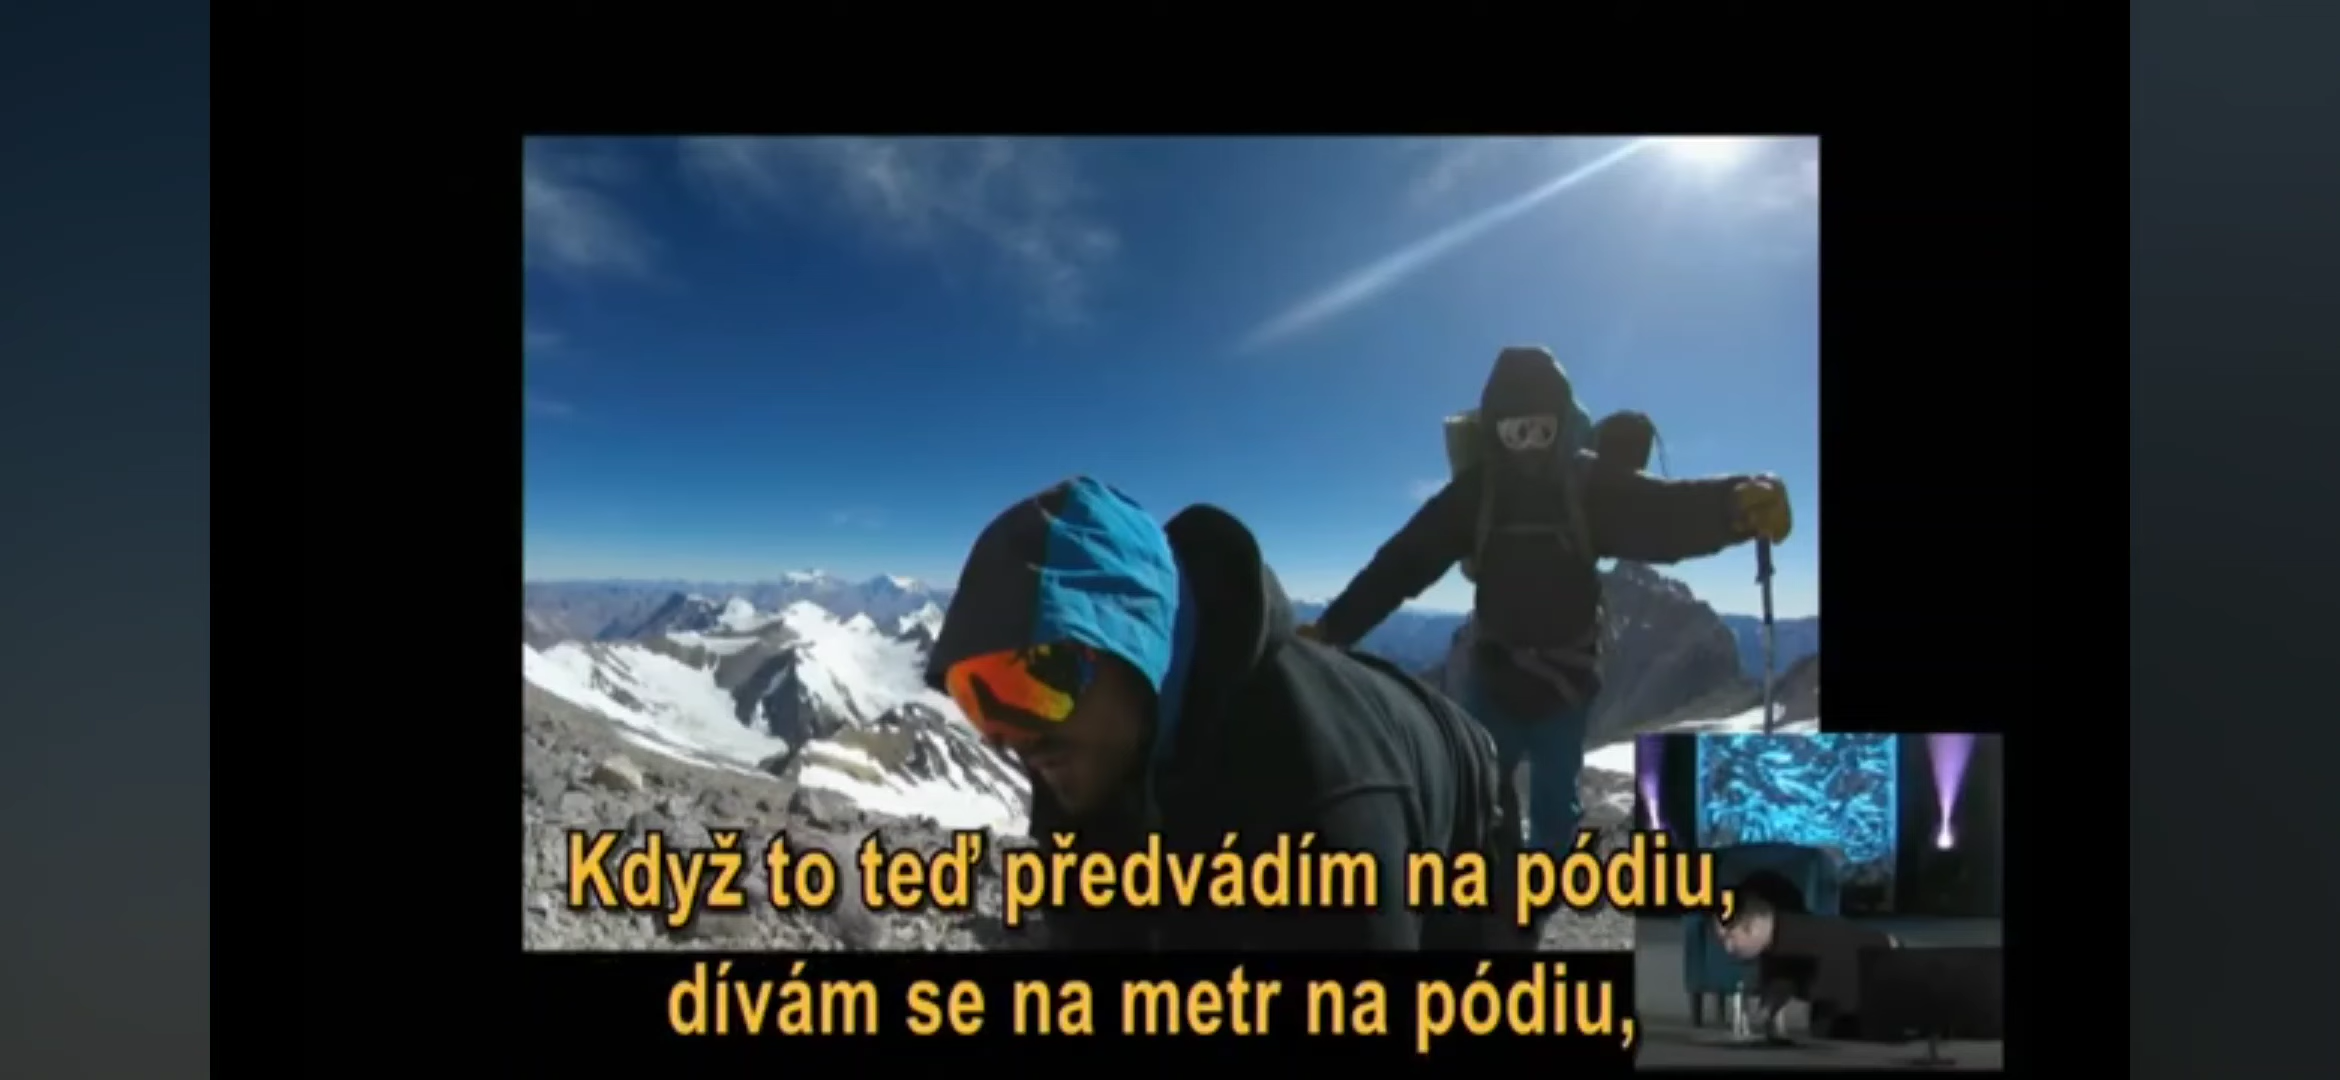 Když to teď předvádím na pódiu,
dívám se na metr na pódiu,